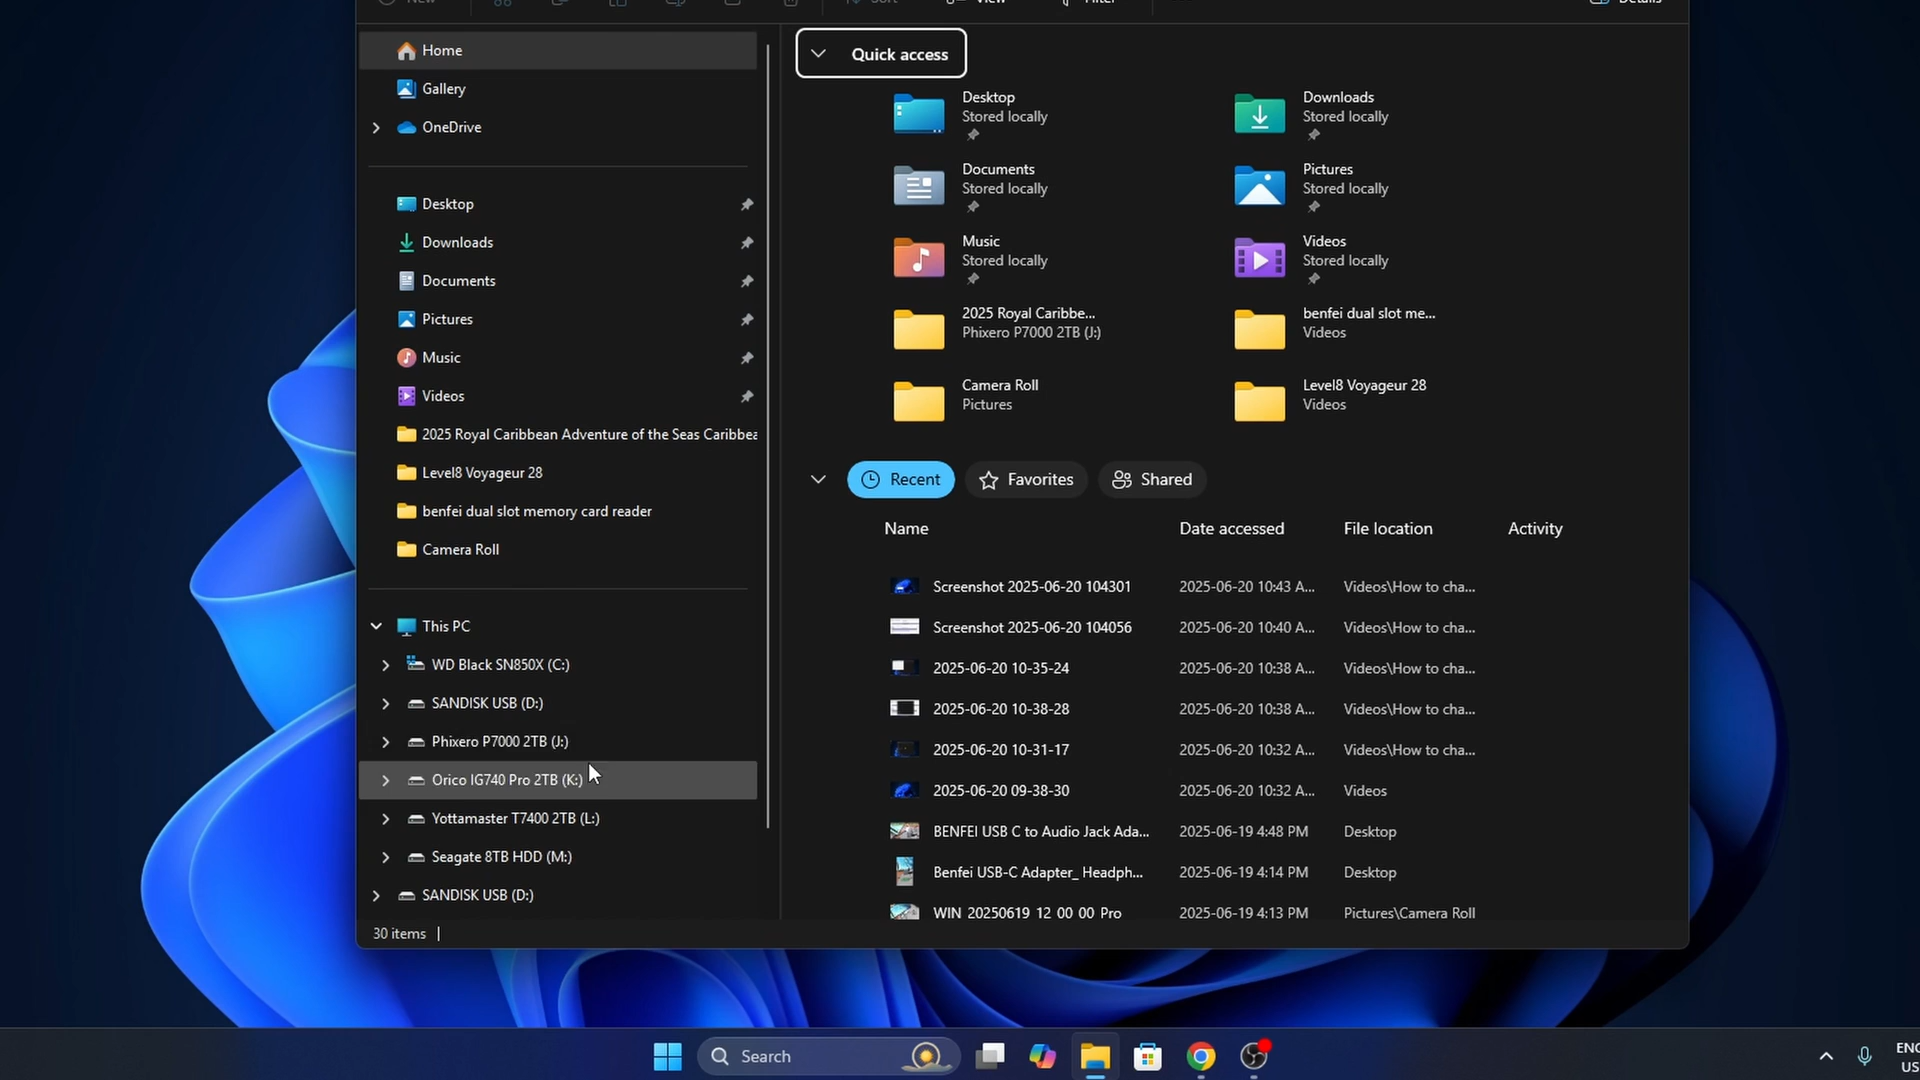 New Sort View Filter Details
Home
Gallery
OneDrive
Desktop
Downloads
Documents
Pictures
Music
Videos
2025 Royal Caribbean Adventure of the Seas Caribbea
Level8 Voyageur 28
benfei dual slot memory card reader
Camera Roll
This PC
WD Black SN850X (C:)
SANDISK USB (D:)
Phixero P7000 2TB (J:)
Orico IG740 Pro 2TB (K:)
Yottamaster T7400 2TB (L:)
Seagate 8TB HDD (M:)
SANDISK USB (D:)
30 items
Quick access
Desktop
Stored locally
Downloads
Stored locally
Documents
Stored locally
Pictures
Stored locally
Music
Stored locally
Videos
Stored locally
2025 Royal Caribbe...
Phixero P7000 2TB (J:)
benfei dual slot me...
Videos
Camera Roll
Pictures
Level8 Voyageur 28
Videos
Recent Favorites Shared
Name Date accessed File location Activity
Screenshot 2025-06-20 104301 2025-06-20 10:43 A... Videos\How to cha...
Screenshot 2025-06-20 104056 2025-06-20 10:40 A... Videos\How to cha...
2025-06-20 10-35-24 2025-06-20 10:38 A... Videos\How to cha...
2025-06-20 10-38-28 2025-06-20 10:38 A... Videos\How to cha...
2025-06-20 10-31-17 2025-06-20 10:32 A... Videos\How to cha...
2025-06-20 09-38-30 2025-06-20 10:32 A... Videos
BENFEI USB C to Audio Jack Ada... 2025-06-19 4:48 PM Desktop
Benfei USB-C Adapter_ Headph... 2025-06-19 4:14 PM Desktop
WIN_20250619_12_00_00_Pro 2025-06-19 4:13 PM Pictures\Camera Roll
Search
ENG
US